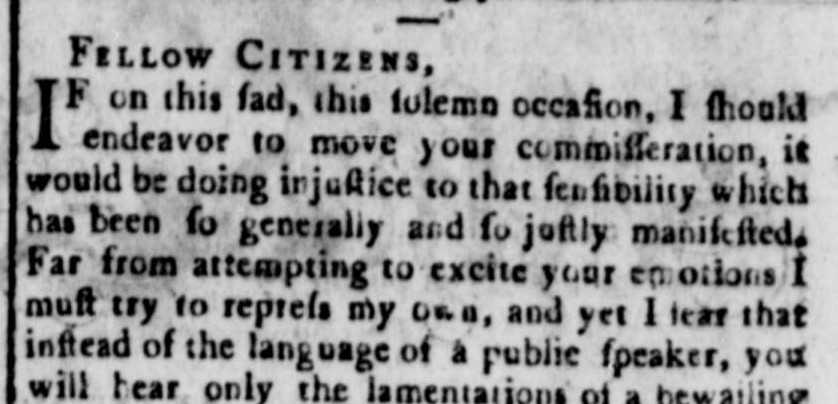 FELLOW CITIZENS,
IF on this ſad, this ſolemn occaſion, I ſhould
endeavor to move your commiſſeration, it
would be doing injuſtice to that ſenſibility which
has been ſo generally and ſo juſtly manifeſted.
Far from attempting to excite your emotions I
muſt try to repreſs my own, and yet I fear that
inſtead of the language of a public ſpeaker, you
will hear only the lamentations of a bewailing